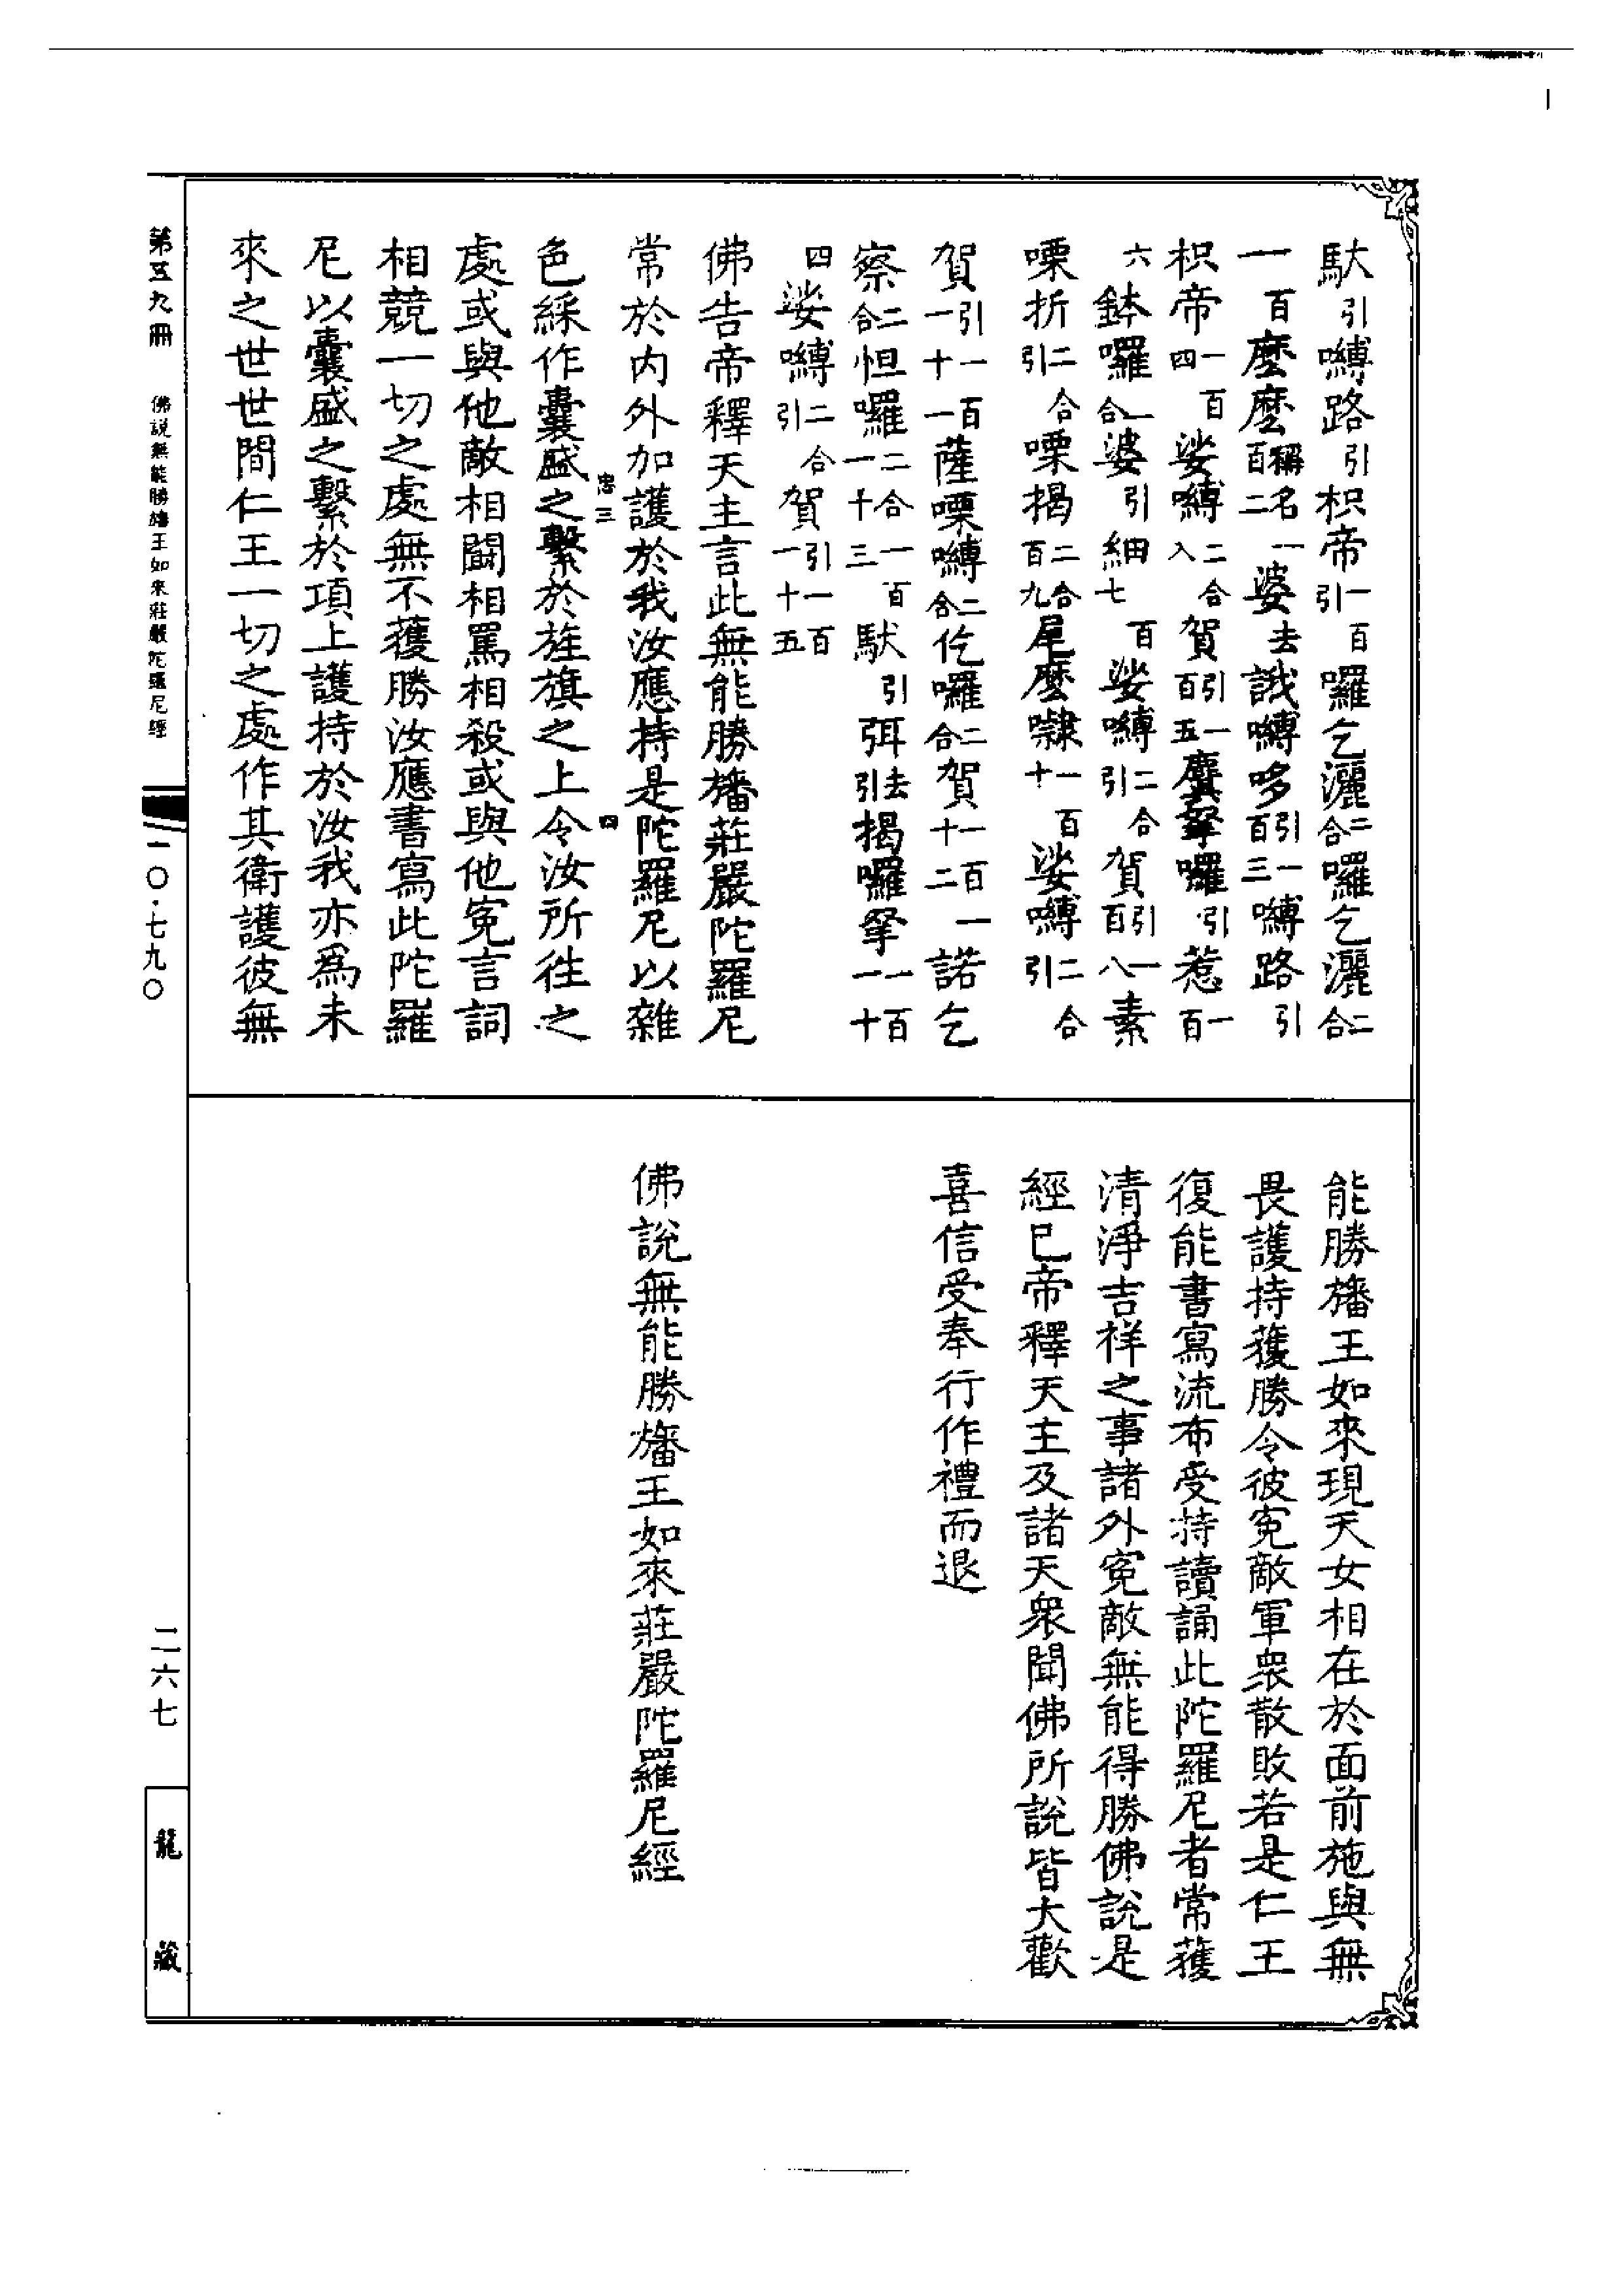 馱引嚩路引枳帝引一百囉乞灑二合囉乞灑二合
一百麼麼稱名一百二婆去誐嚩哆引一百三嚩路引
枳帝一百四娑嚩二合入賀引一百五麌拏囉引惹一百
六鉢囉二合婆引細一百七娑嚩二合引賀引一百八素
㗚折二合引㗚揭二合百九尾麼㘑一百十娑嚩二合引
賀引一百一十一薩㗚嚩二合仡囉二合賀一百一十二諾乞
察二合怛囉二合一百一十三馱引弭去引揭囉拏一百一十
四娑嚩二合引賀引一百一十五
佛告帝釋天主言此無能勝旛莊嚴陀羅尼
常於內外加護於我汝應持是陀羅尼以雜
忠三 四
色綵作囊盛之繫於旌旗之上令汝所往之
處或與他敵相鬬相罵相殺或與他冤言詞
相競一切之處無不獲勝汝應書寫此陀羅
尼以囊盛之繫於項上護持於汝我亦為未
來之世世間仁王一切之處作其衛護彼無
能勝旛王如來現天女相在於面前施與無
畏護持獲勝令彼冤敵軍衆散敗若是仁王
復能書寫流布受持讀誦此陀羅尼者常獲
清淨吉祥之事諸外冤敵無能得勝佛說是
經已帝釋天主及諸天衆聞佛所說皆大歡
喜信受奉行作禮而退
佛說無能勝旛王如來莊嚴陀羅尼經
第五九冊 佛說無能勝旛王如來莊嚴陀羅尼經
一〇·七九〇
二六七
龍藏